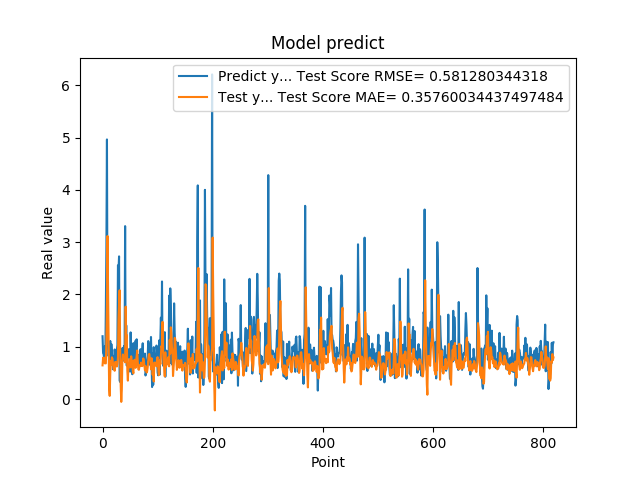 Model predict
Predict y... Test Score RMSE= 0.581280344318
Test y... Test Score MAE= 0.35760034437497484
6
5
4
3
2
1
0
Real value
0 200 400 600 800
Point